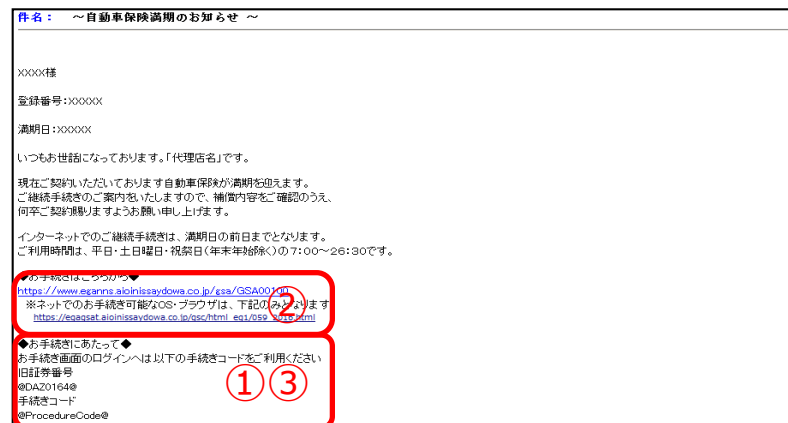 件名： ～自動車保険満期のお知らせ ～
XXXX様
登録番号：XXXXX
満期日：XXXXX
いつもお世話になっております。「代理店名」です。
現在ご契約いただいております自動車保険が満期を迎えます。
ご継続手続きのご案内をいたしますので、補償内容をご確認のうえ、
何卒ご契約賜りますようお願い申し上げます。
インターネットでのご継続手続きは、満期日の前日までとなります。
ご利用時間は、平日・土日曜日・祝祭日(年末年始除く)の7:00～26:30です。
◆お手続きはこちらから◆
https://www.eganns.aioinissaydowa.co.jp/gsa/GSA00100
※ネットでのお手続き可能なOS・ブラウザは、下記のみとなります
https://egaqsat.aioinissaydowa.co.jp/qsc/html_eq1/059_2016.html
②
◆お手続きにあたって◆
お手続き画面のログインへは以下の手続きコードをご利用ください
旧証券番号
@DAZ0164@
①③
手続きコード
@ProcedureCode@